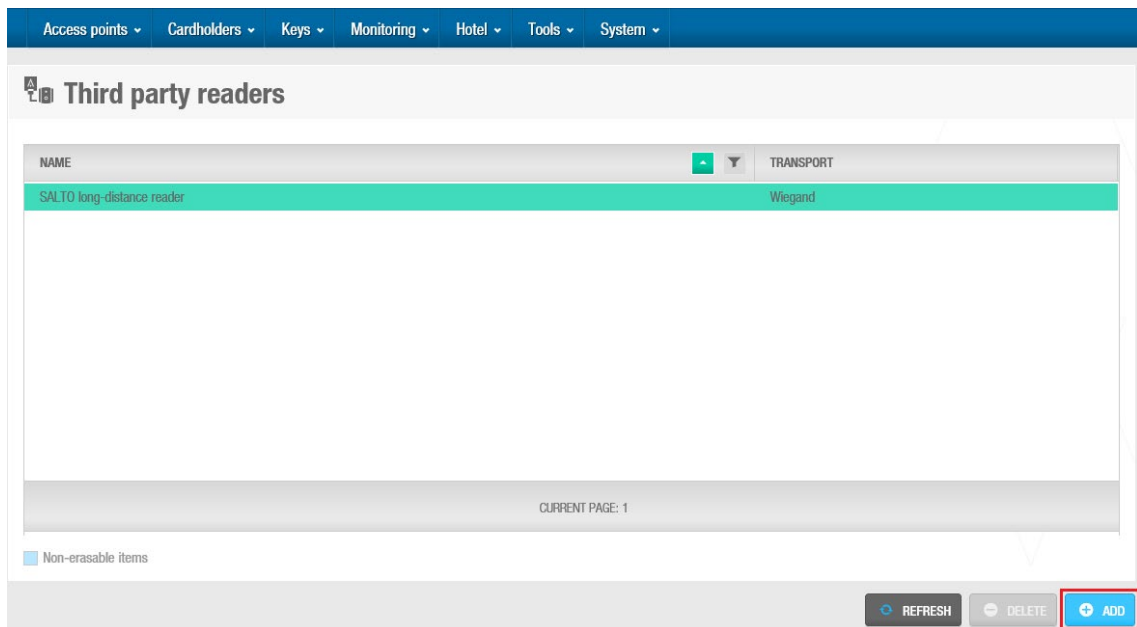 Access points Cardholders Keys Monitoring Hotel Tools System
Third party readers
NAME TRANSPORT
SALTO long-distance reader Wiegand
CURRENT PAGE: 1
Non-erasable items
REFRESH DELETE ADD